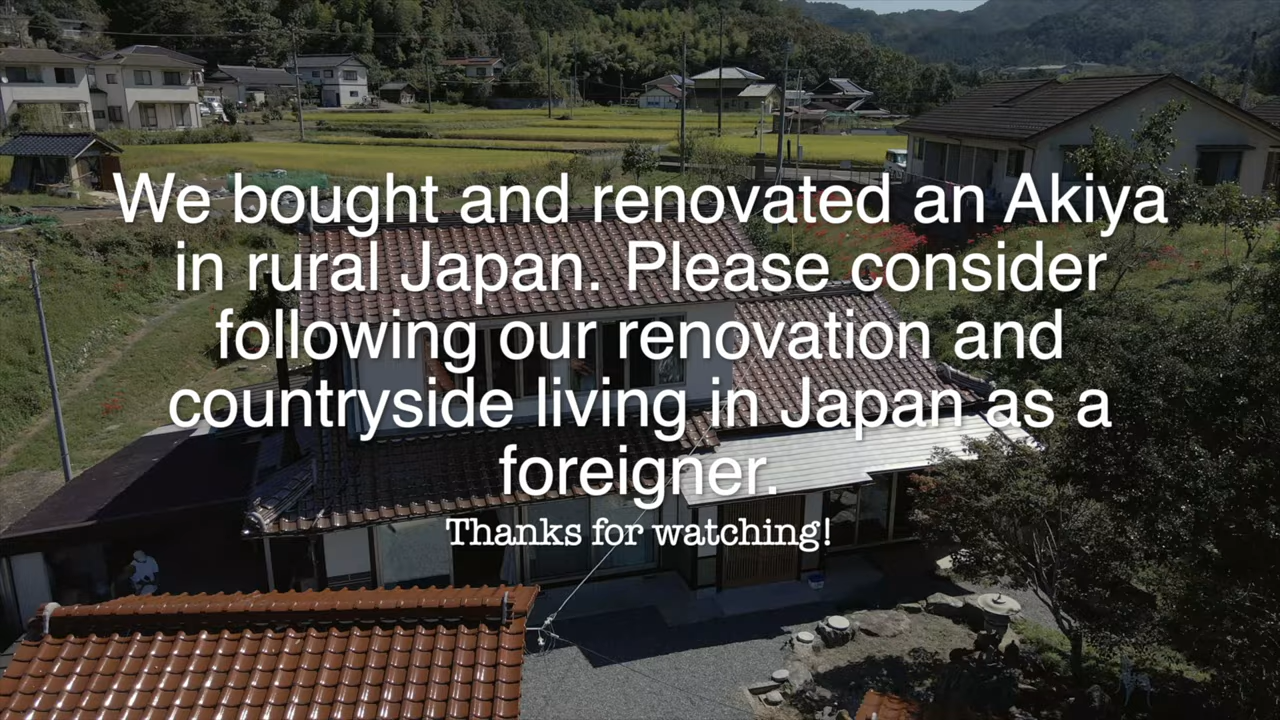 We bought and renovated an Akiya
in rural Japan. Please consider
following our renovation and
countryside living in Japan as a
foreigner.
Thanks for watching!